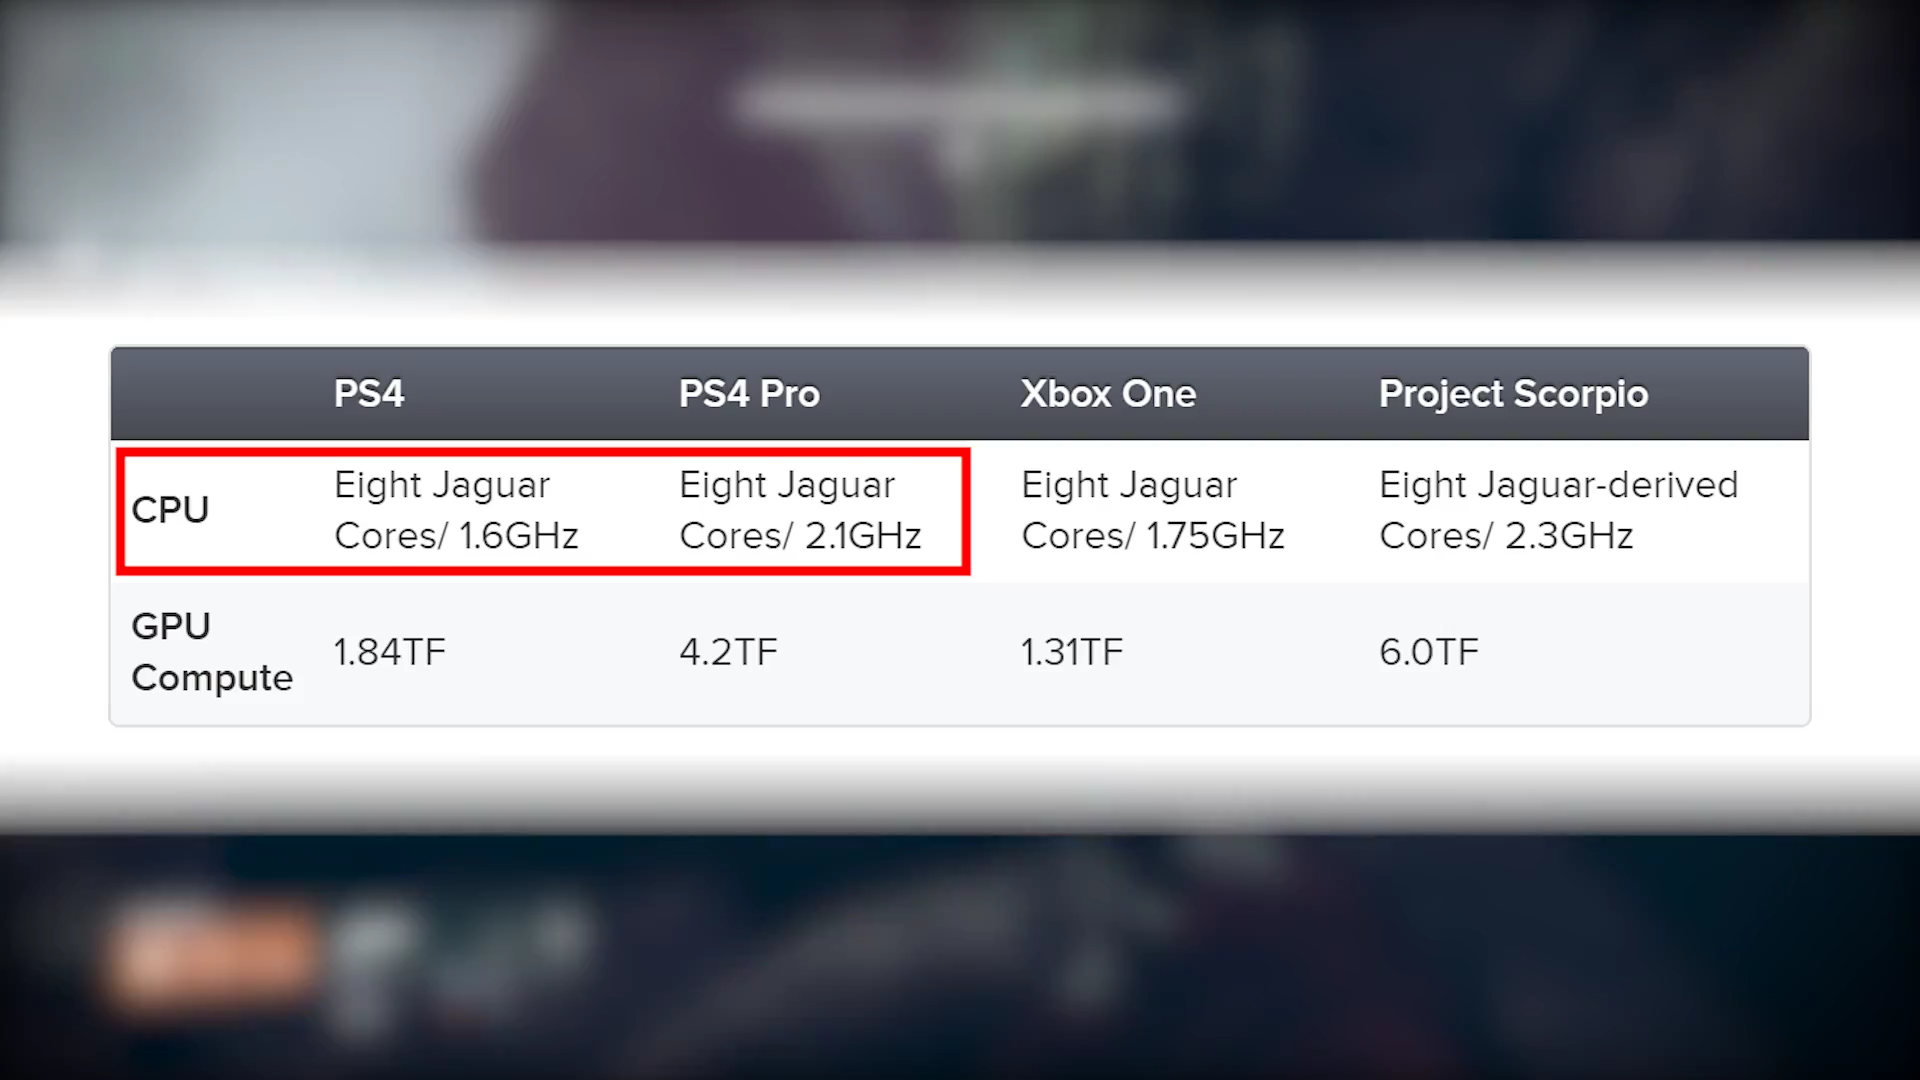 PS4 PS4 Pro Xbox One Project Scorpio
CPU
Eight Jaguar
Cores/ 1.6GHz
Eight Jaguar
Cores/ 2.1GHz
Eight Jaguar
Cores/ 1.75GHz
Eight Jaguar-derived
Cores/ 2.3GHz
GPU
Compute
1.84TF 4.2TF 1.31TF 6.0TF